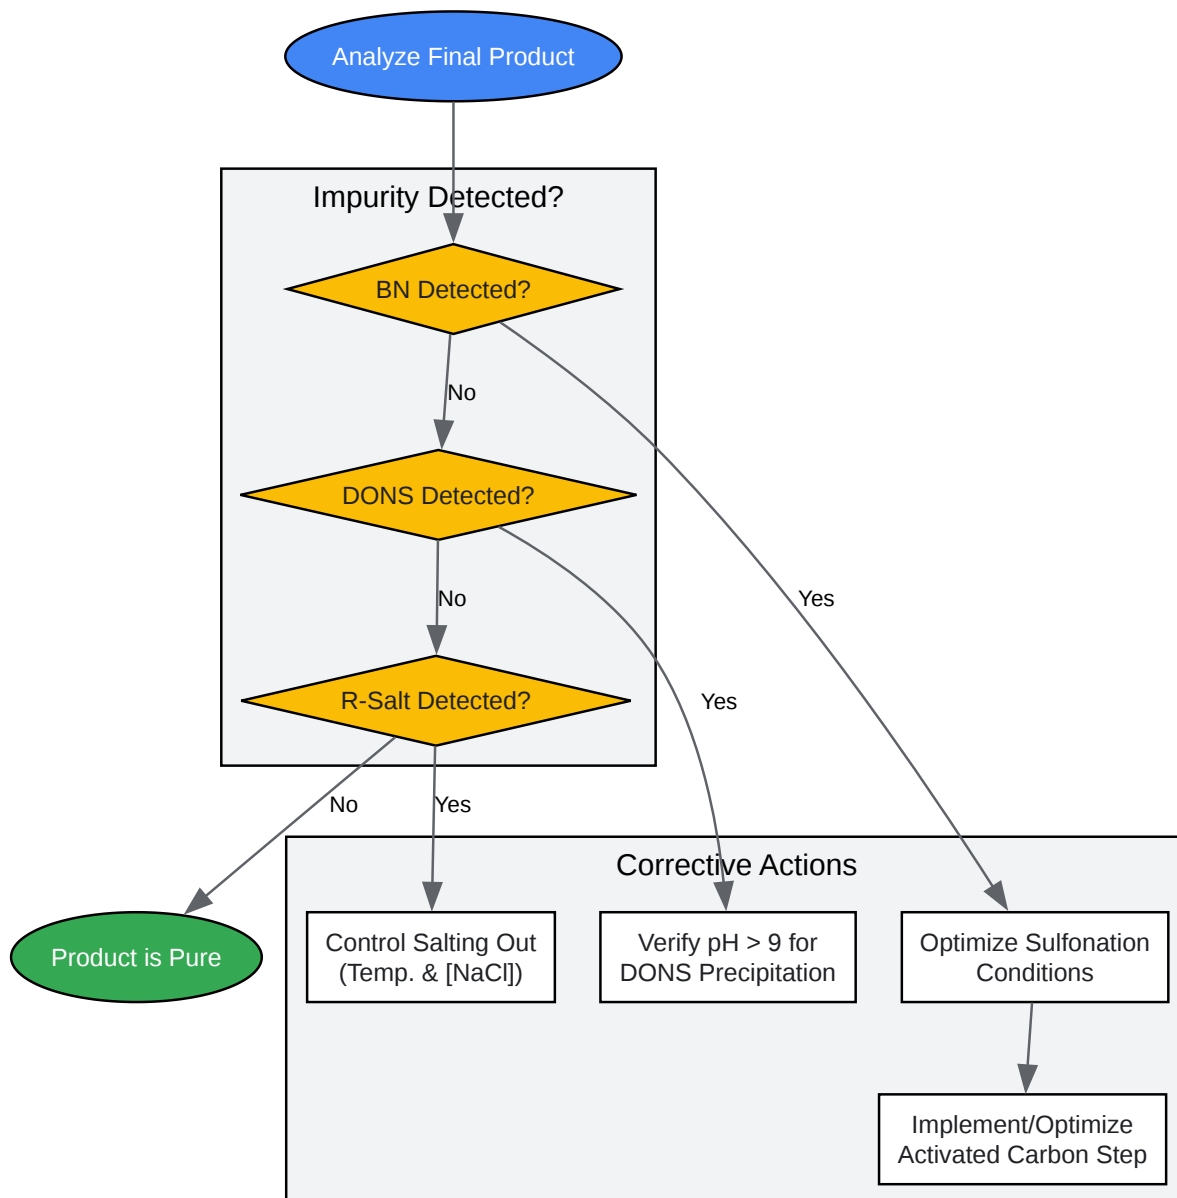 Analyze Final Product
Impurity Detected?
BN Detected?
No
DONS Detected?
No
Yes
R-Salt Detected?
Yes
No
Yes
Corrective Actions
Product is Pure
Control Salting Out
(Temp. & [NaCl])
Verify pH > 9 for
DONS Precipitation
Optimize Sulfonation
Conditions
Implement/Optimize
Activated Carbon Step